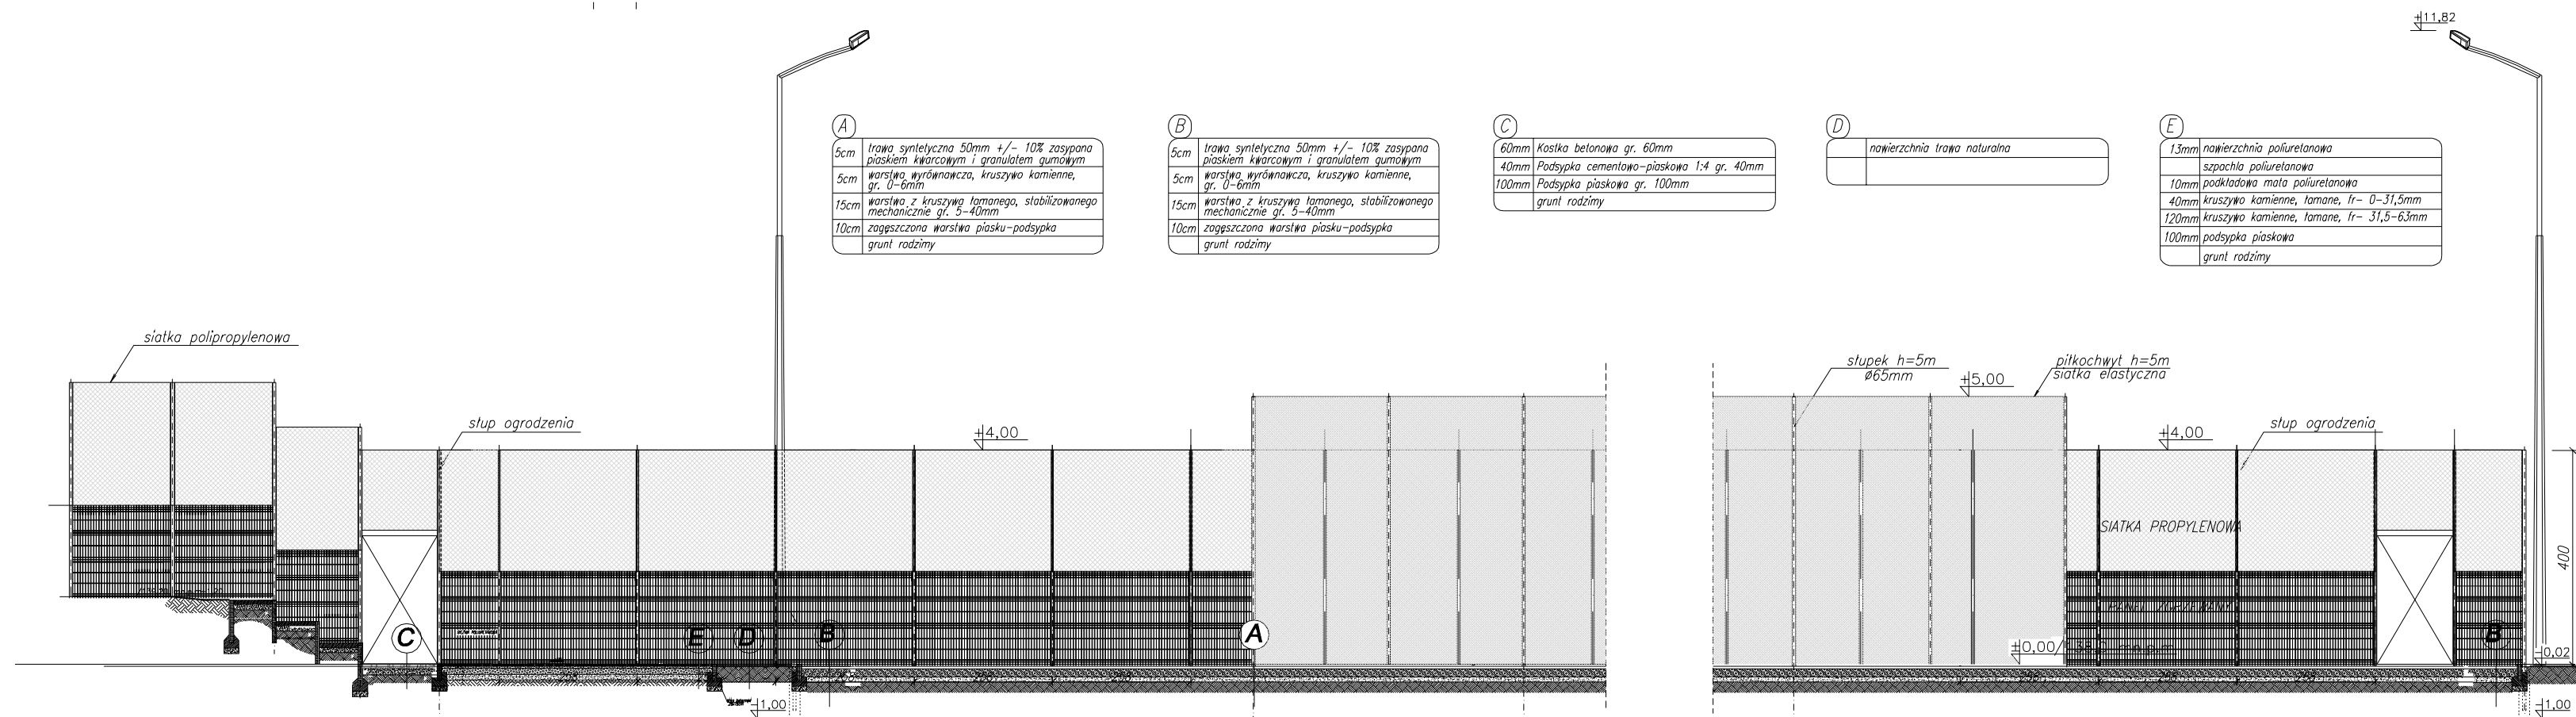 +11,82
A
5cm trawa syntetyczna 50mm +/- 10% zasypana
piaskiem kwarcowym i granulatem gumowym
5cm warstwa wyrównawcza, kruszywo kamienne,
gr. 0-6mm
15cm warstwa z kruszywa łamanego, stabilizowanego
mechanicznie gr. 5-40mm
10cm zagęszczona warstwa piasku-podsypka
grunt rodzimy
B
5cm trawa syntetyczna 50mm +/- 10% zasypana
piaskiem kwarcowym i granulatem gumowym
5cm warstwa wyrównawcza, kruszywo kamienne,
gr. 0-6mm
15cm warstwa z kruszywa łamanego, stabilizowanego
mechanicznie gr. 5-40mm
10cm zagęszczona warstwa piasku-podsypka
grunt rodzimy
C
60mm Kostka betonowa gr. 60mm
40mm Podsypka cementowo-piaskowa 1:4 gr. 40mm
100mm Podsypka piaskowa gr. 100mm
grunt rodzimy
D
nawierzchnia trawa naturalna
E
13mm nawierzchnia poliuretanowa
szpachla poliuretanowa
10mm podkładowa mata poliuretanowa
40mm kruszywo kamienne, łamane, fr- 0-31,5mm
120mm kruszywo kamienne, łamane, fr- 31,5-63mm
100mm podsypka piaskowa
grunt rodzimy
siatka polipropylenowa
słup ogrodzenia
+4,00
słupek h=5m
ø65mm
+5,00
piłkochwyt h=5m
siatka elastyczna
+4,00
słup ogrodzenia
SIATKA PROPYLENOWA
PANEL ZGRZEWANY
400
C
E
D
B
A
B
±0,00/
-0,02
-1,00
-1,00